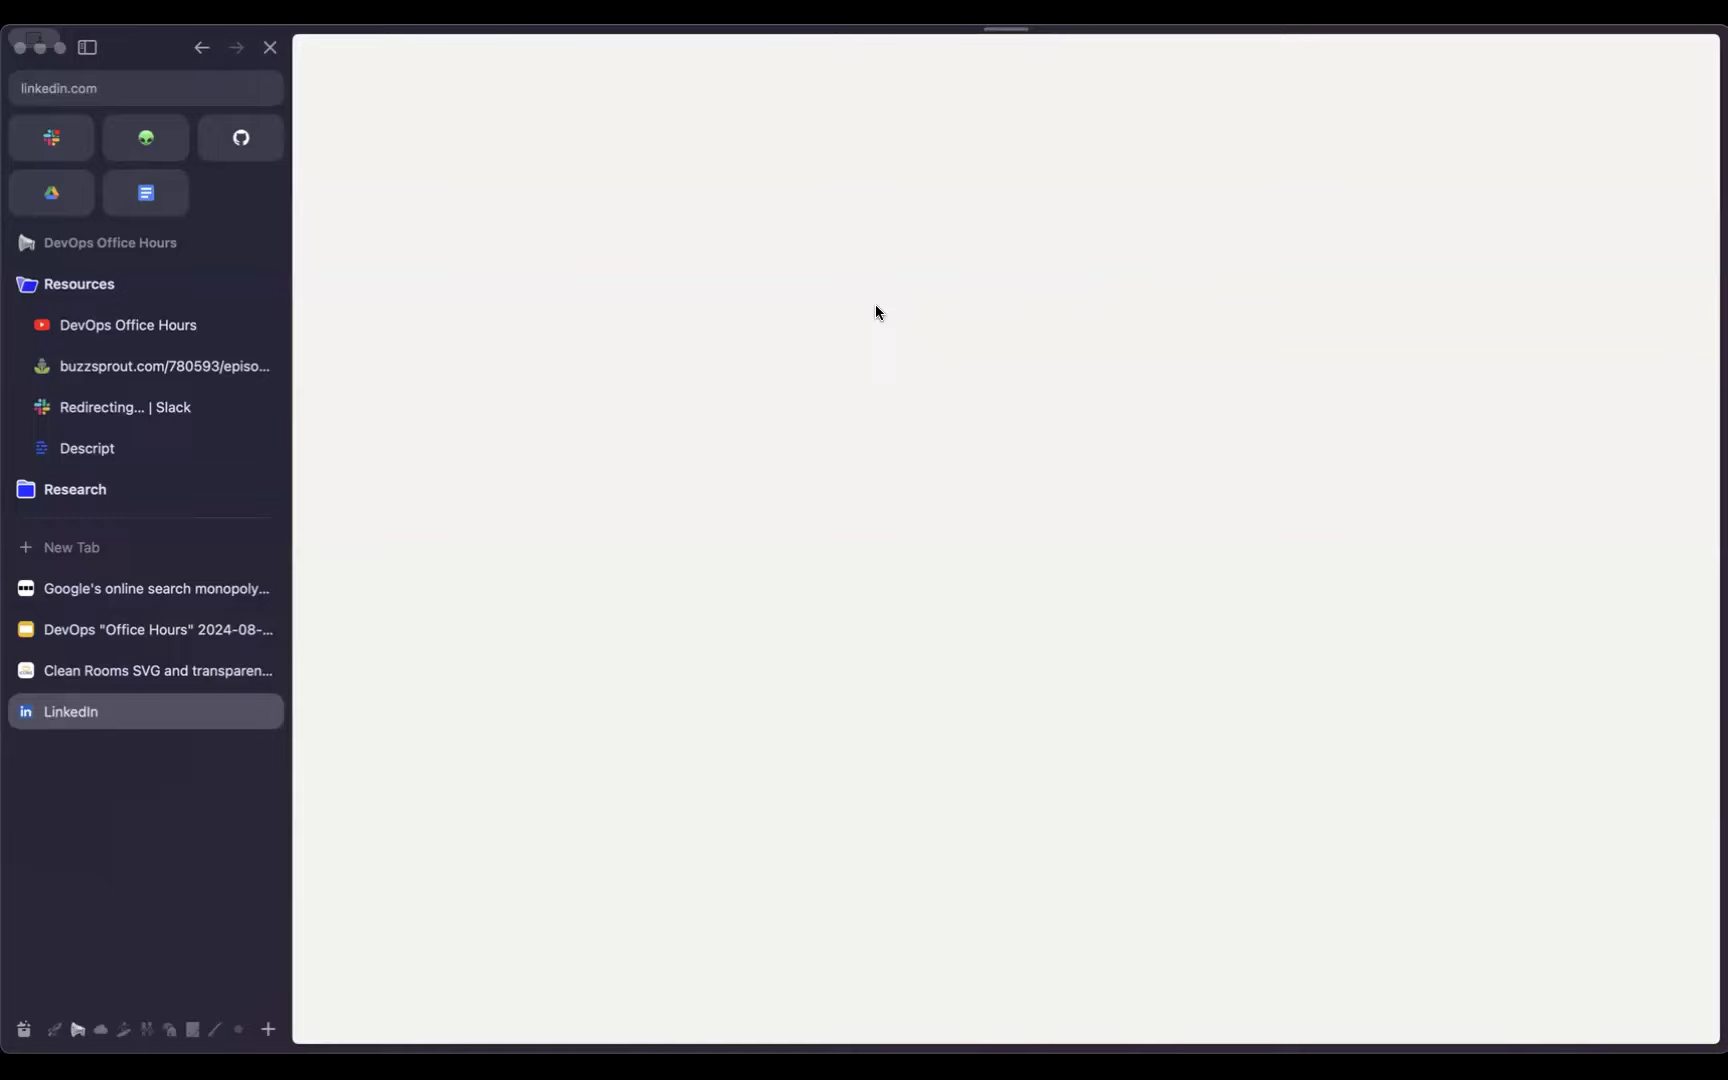 linkedin.com
DevOps Office Hours
Resources
DevOps Office Hours
buzzsprout.com/780593/episo...
Redirecting... | Slack
Descript
Research
+ New Tab
Google's online search monopoly...
DevOps "Office Hours" 2024-08-...
Clean Rooms SVG and transparen...
in LinkedIn